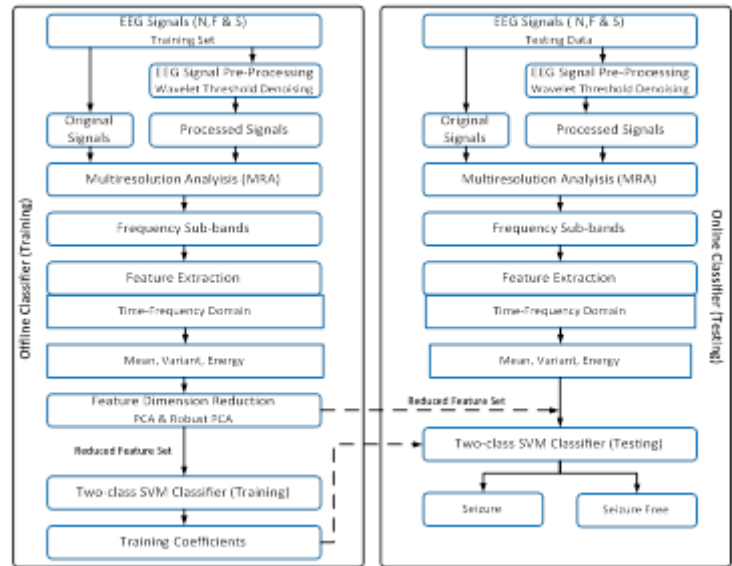 EEG Signals (N,F & S)
Training Set
EEG Signal Pre-Processing
Wavelet Threshold Denoising
Original
Signals
Processed Signals
Multiresolution Analyisis (MRA)
Frequency Sub-bands
Feature Extraction
Time-Frequency Domain
Mean, Variant, Energy
Feature Dimension Reduction
PCA & Robust PCA
Reduced Feature Set
Two-class SVM Classifier (Training)
Training Coefficients
Offline Classifier (Training)
EEG Signals ( N,F & S)
Testing Data
EEG Signal Pre-Processing
Wavelet Threshold Denoising
Original
Signals
Processed Signals
Multiresolution Analyisis (MRA)
Frequency Sub-bands
Feature Extraction
Time-Frequency Domain
Mean, Variant, Energy
Reduced Feature Set
Two-class SVM Classifier (Testing)
Seizure
Seizure Free
Online Classifier (Testing)